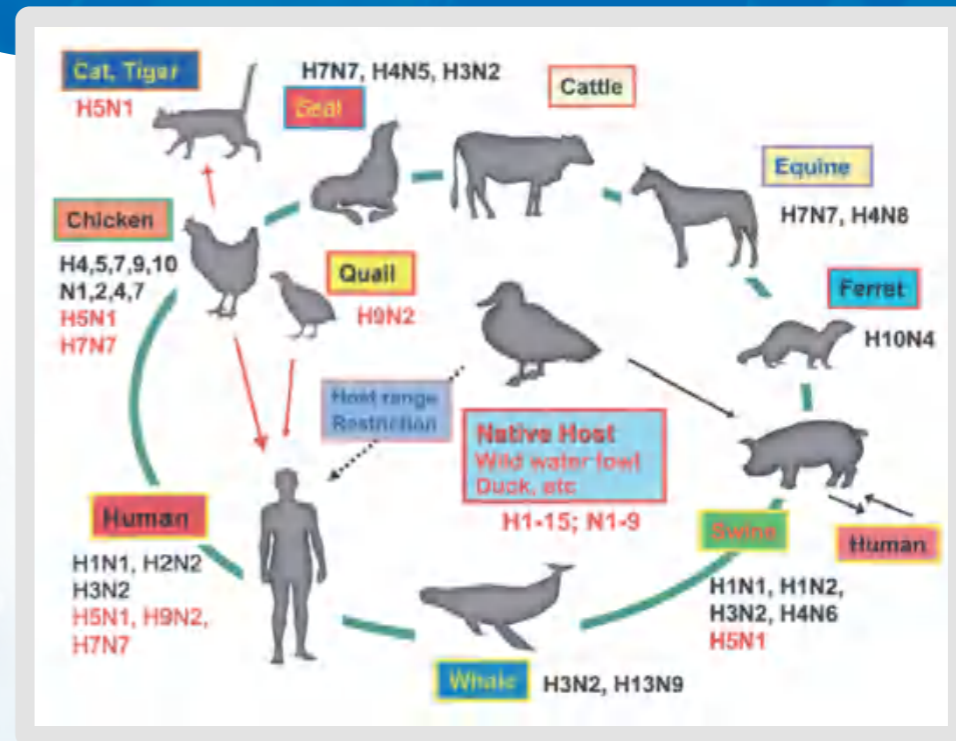 Cat, Tiger
H5N1
H7N7, H4N5, H3N2
Seal
Cattle
Equine
H7N7, H4N8
Chicken
H4,5,7,9,10
N1,2,4,7
H5N1
H7N7
Quail
H9N2
Ferret
H10N4
Host range
Restriction
Native Host
Wild water fowl
Duck, etc
H1-15; N1-9
Human
H1N1, H2N2
H3N2
H5N1, H9N2,
H7N7
Swine
Human
H1N1, H1N2,
H3N2, H4N6
H5N1
Whale
H3N2, H13N9